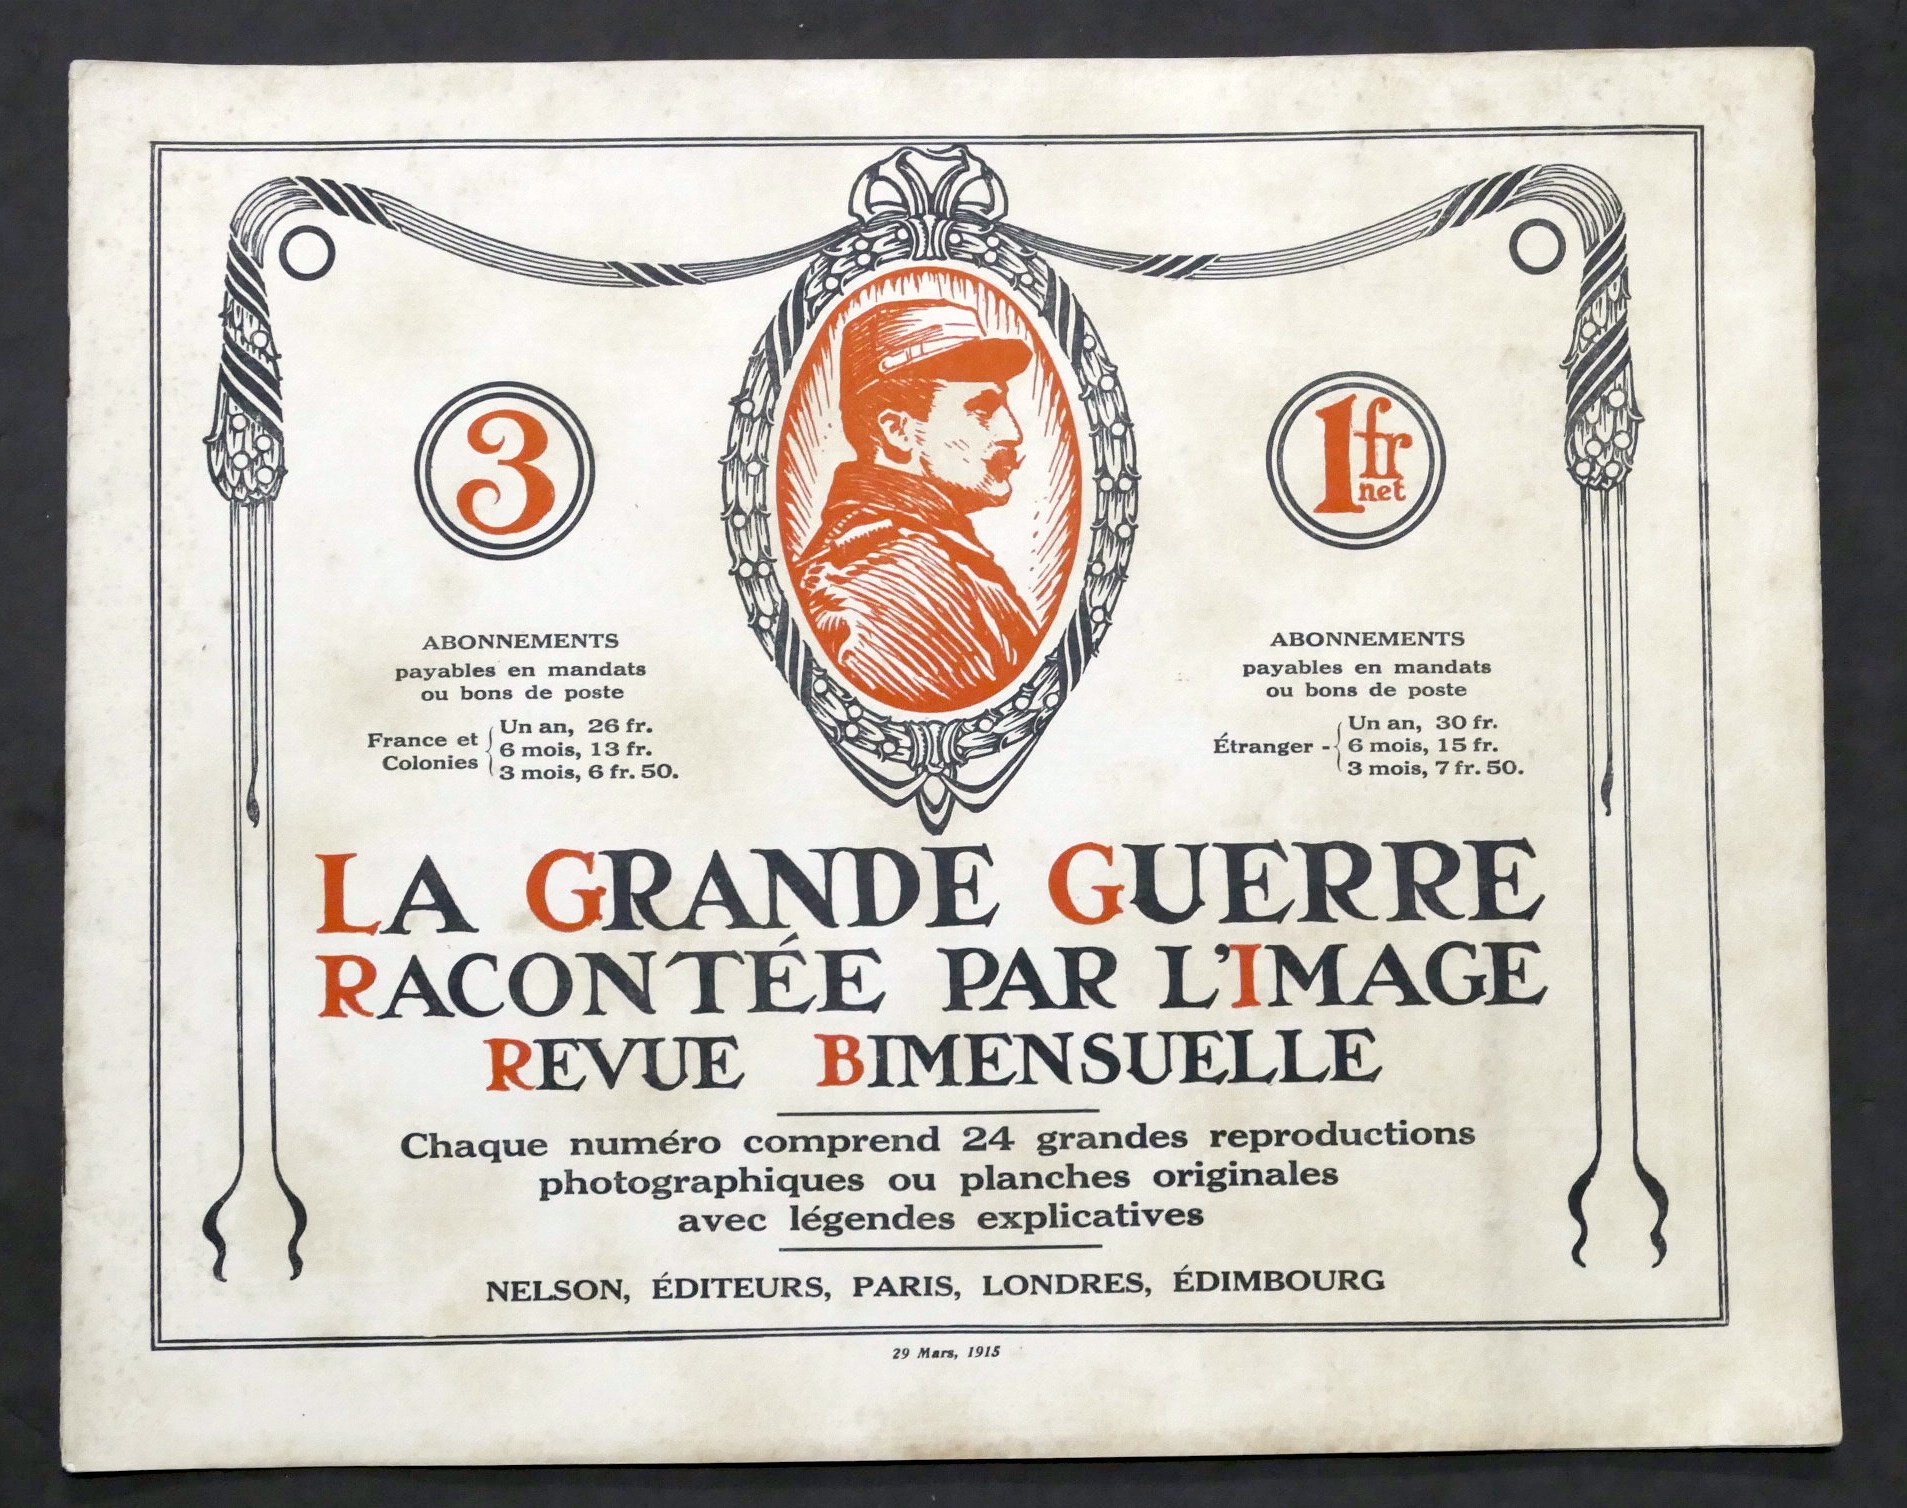 3
1 fr
net
ABONNEMENTS
payables en mandats
ou bons de poste
France et
Colonies
Un an, 26 fr.
6 mois, 13 fr.
3 mois, 6 fr. 50.
ABONNEMENTS
payables en mandats
ou bons de poste
Étranger -
Un an, 30 fr.
6 mois, 15 fr.
3 mois, 7 fr. 50.
LA GRANDE GUERRE
RACONTÉE PAR L'IMAGE
REVUE BIMENSUELLE
Chaque numéro comprend 24 grandes reproductions
photographiques ou planches originales
avec légendes explicatives
NELSON, ÉDITEURS, PARIS, LONDRES, ÉDIMBOURG
29 Mars, 1915